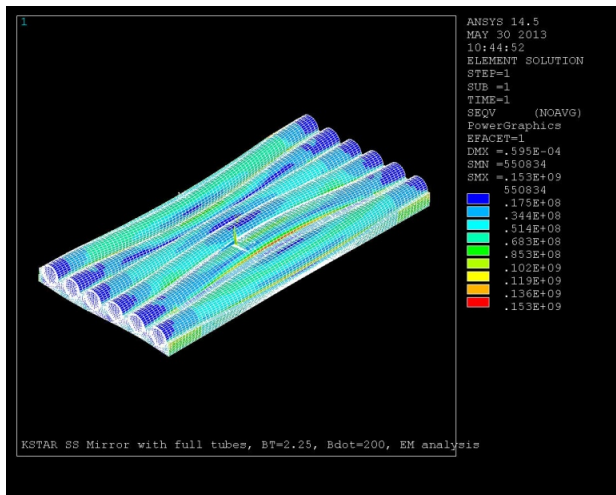 1
ANSYS 14.5
MAY 30 2013
10:44:52
ELEMENT SOLUTION
STEP=1
SUB =1
TIME=1
SEQV (NOAVG)
PowerGraphics
EFACET=1
DMX =.595E-04
SMN =550834
SMX =.153E+09
550834
.175E+08
.344E+08
.514E+08
.683E+08
.853E+08
.102E+09
.119E+09
.136E+09
.153E+09
KSTAR SS Mirror with full tubes, BT=2.25, Bdot=200, EM analysis